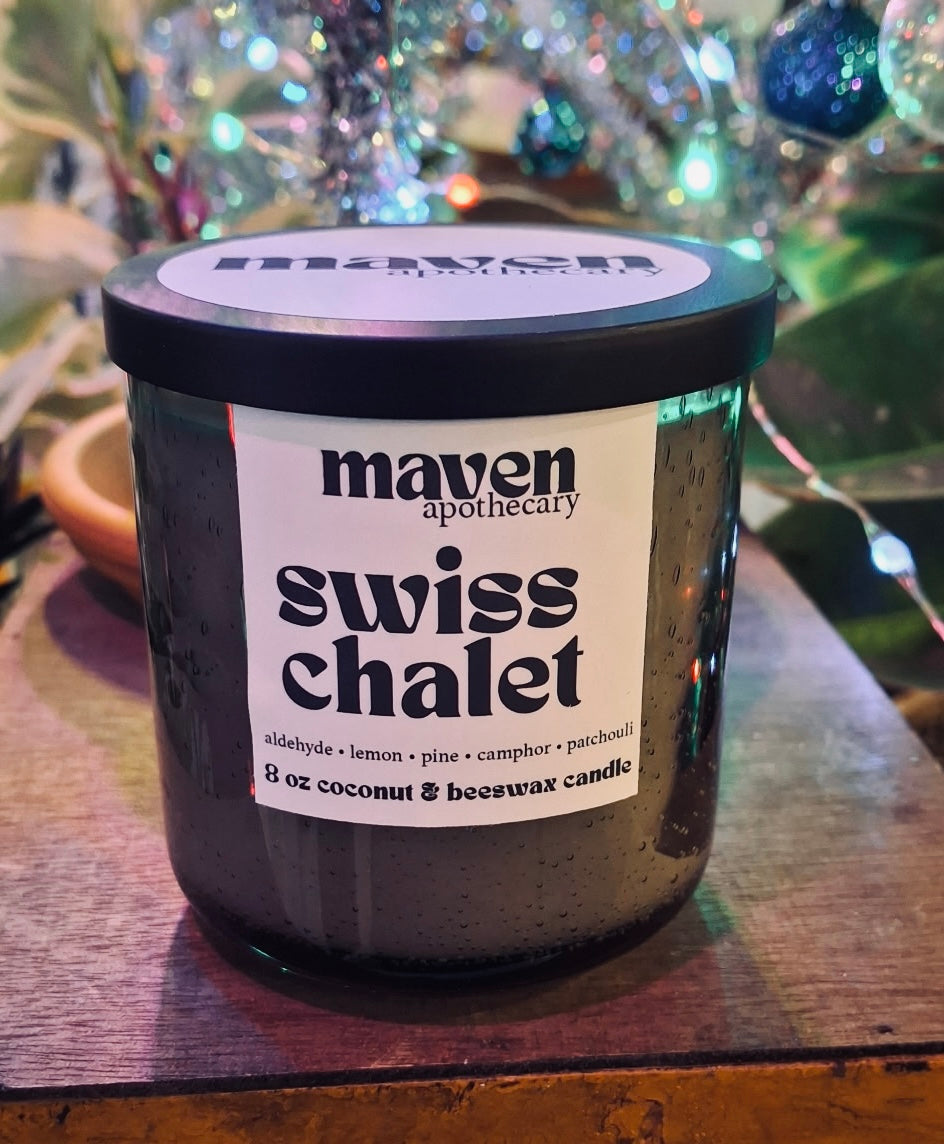 maven
apothecary
maven
apothecary
swiss
chalet
aldehyde • lemon • pine • camphor • patchouli
8 oz coconut & beeswax candle